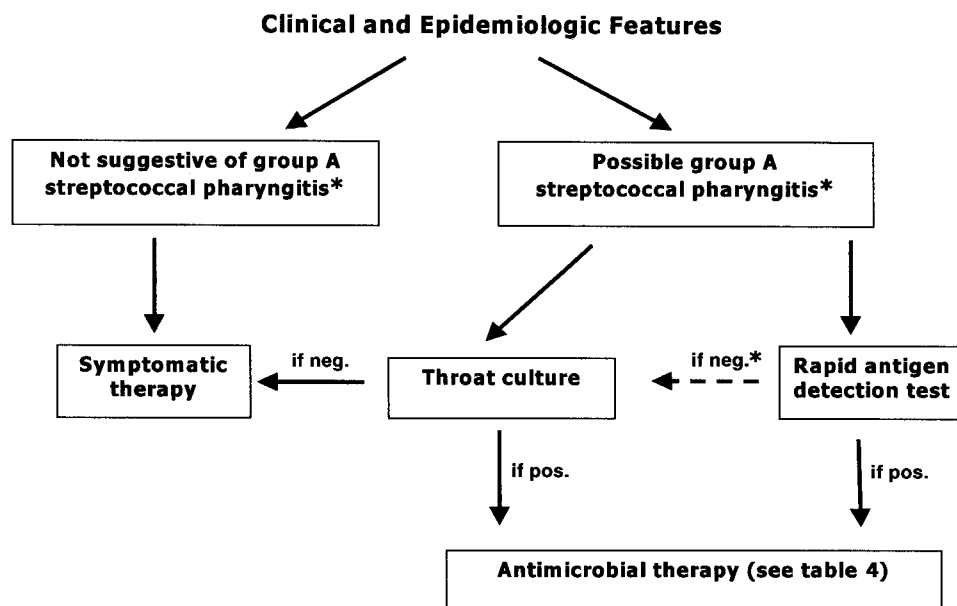 Clinical and Epidemiologic Features
Not suggestive of group A
streptococcal pharyngitis*
Possible group A
streptococcal pharyngitis*
Symptomatic
therapy
if neg.
Throat culture
if neg.*
Rapid antigen
detection test
if pos.
if pos.
Antimicrobial therapy (see table 4)